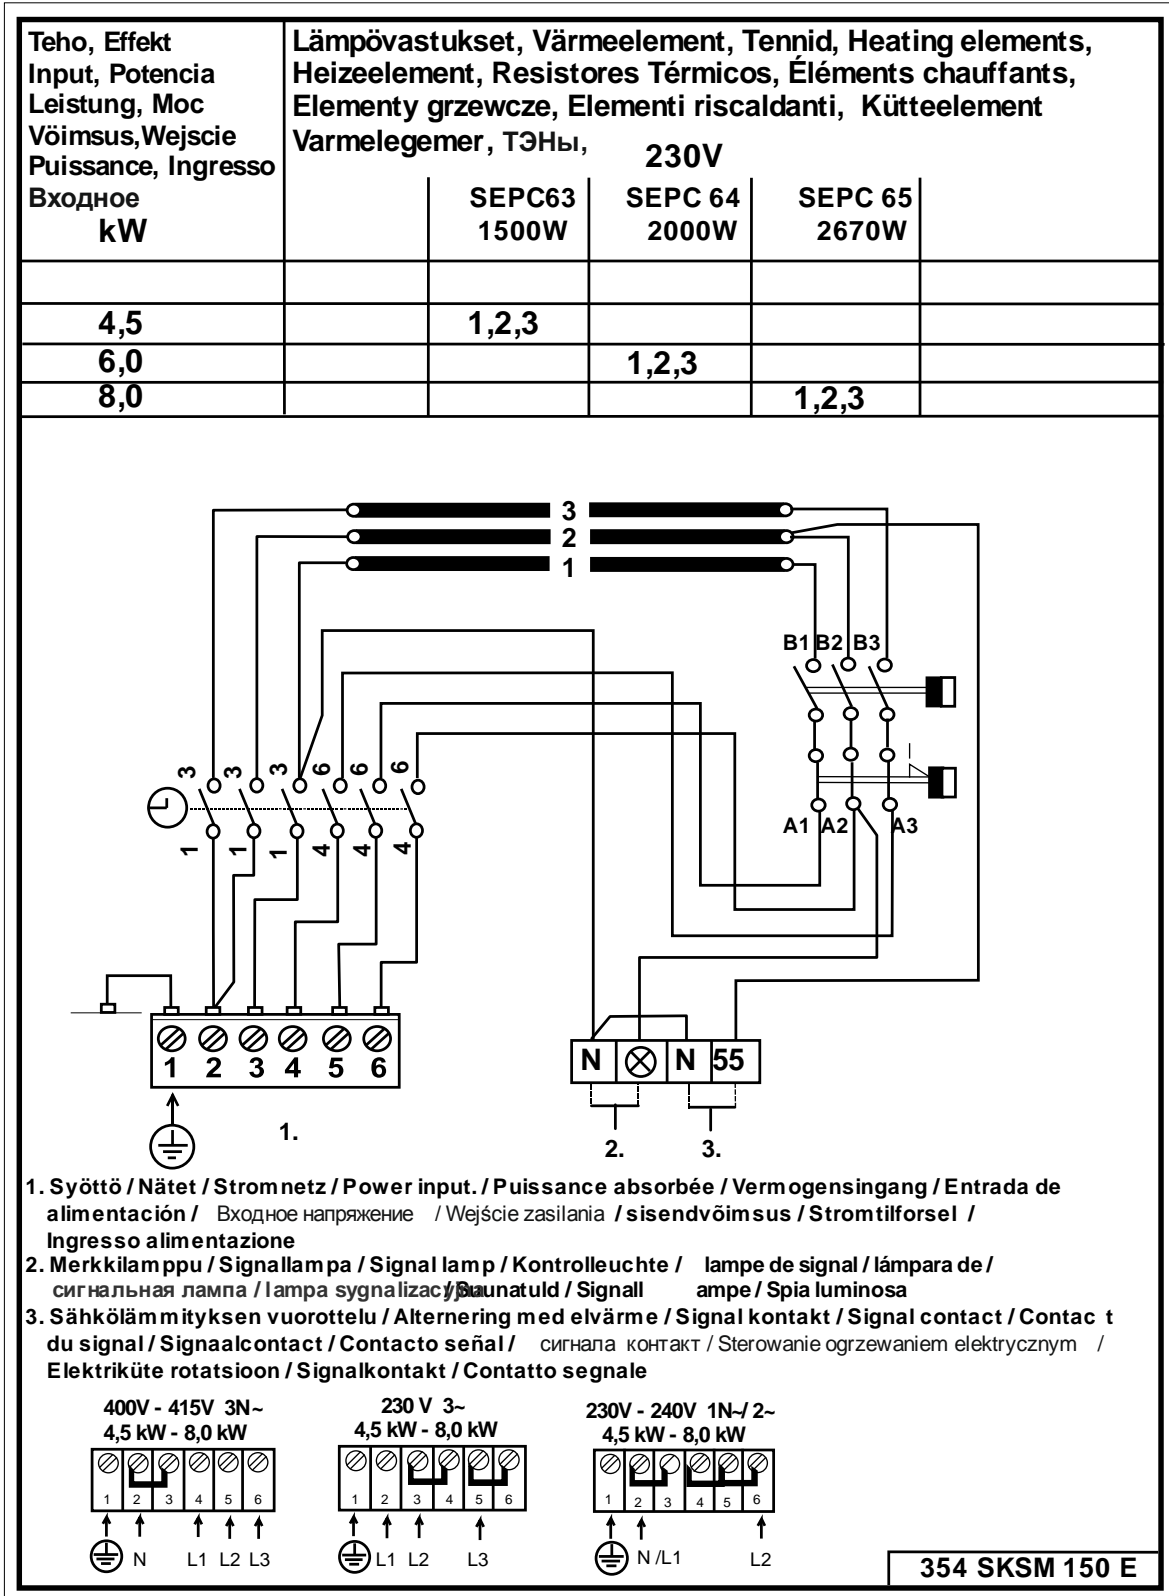 Teho, Effekt
Input, Potencia
Leistung, Moc
Vöimsus,Wejscie
Puissance, Ingresso
Входное
kW
Lämpövastukset, Värmeelement, Tennid, Heating elements,
Heizeelement, Resistores Térmicos, Éléments chauffants,
Elementy grzewcze, Elementi riscaldanti, Kütteelement
Varmelegemer, ТЭНы,
230V
SEPC63 SEPC 64 SEPC 65
1500W 2000W 2670W
4,5 1,2,3
6,0 1,2,3
8,0 1,2,3
3
2
1
B1 B2 B3
3 3 3 6 6 6
1 1 1 4 4 4
A1 A2 A3
1 2 3 4 5 6
N N 55
1.
2. 3.
1. Syöttö / Nätet / Stromnetz / Power input. / Puissance absorbée / Vermogensingang / Entrada de
alimentación / Входное напряжение / Wejście zasilania / sisendvõimsus / Stromtilforsel /
Ingresso alimentazione
2. Merkkilamppu / Signallampa / Signal lamp / Kontrolleuchte / lampe de signal / lámpara de /
сигнальная лампа / lampa sygnalizacyjna / Suunatuld / Signall ampe / Spia luminosa
3. Sähkölämmityksen vuorottelu / Alternering med elvärme / Signal kontakt / Signal contact / Contac t
du signal / Signaalcontact / Contacto señal / сигнала контакт / Sterowanie ogrzewaniem elektrycznym /
Elektriküte rotatsioon / Signalkontakt / Contatto segnale
400V - 415V 3N~
4,5 kW - 8,0 kW
1 2 3 4 5 6
N L1 L2 L3
230 V 3~
4,5 kW - 8,0 kW
1 2 3 4 5 6
L1 L2 L3
230V - 240V 1N~/ 2~
4,5 kW - 8,0 kW
1 2 3 4 5 6
N /L1 L2
354 SKSM 150 E